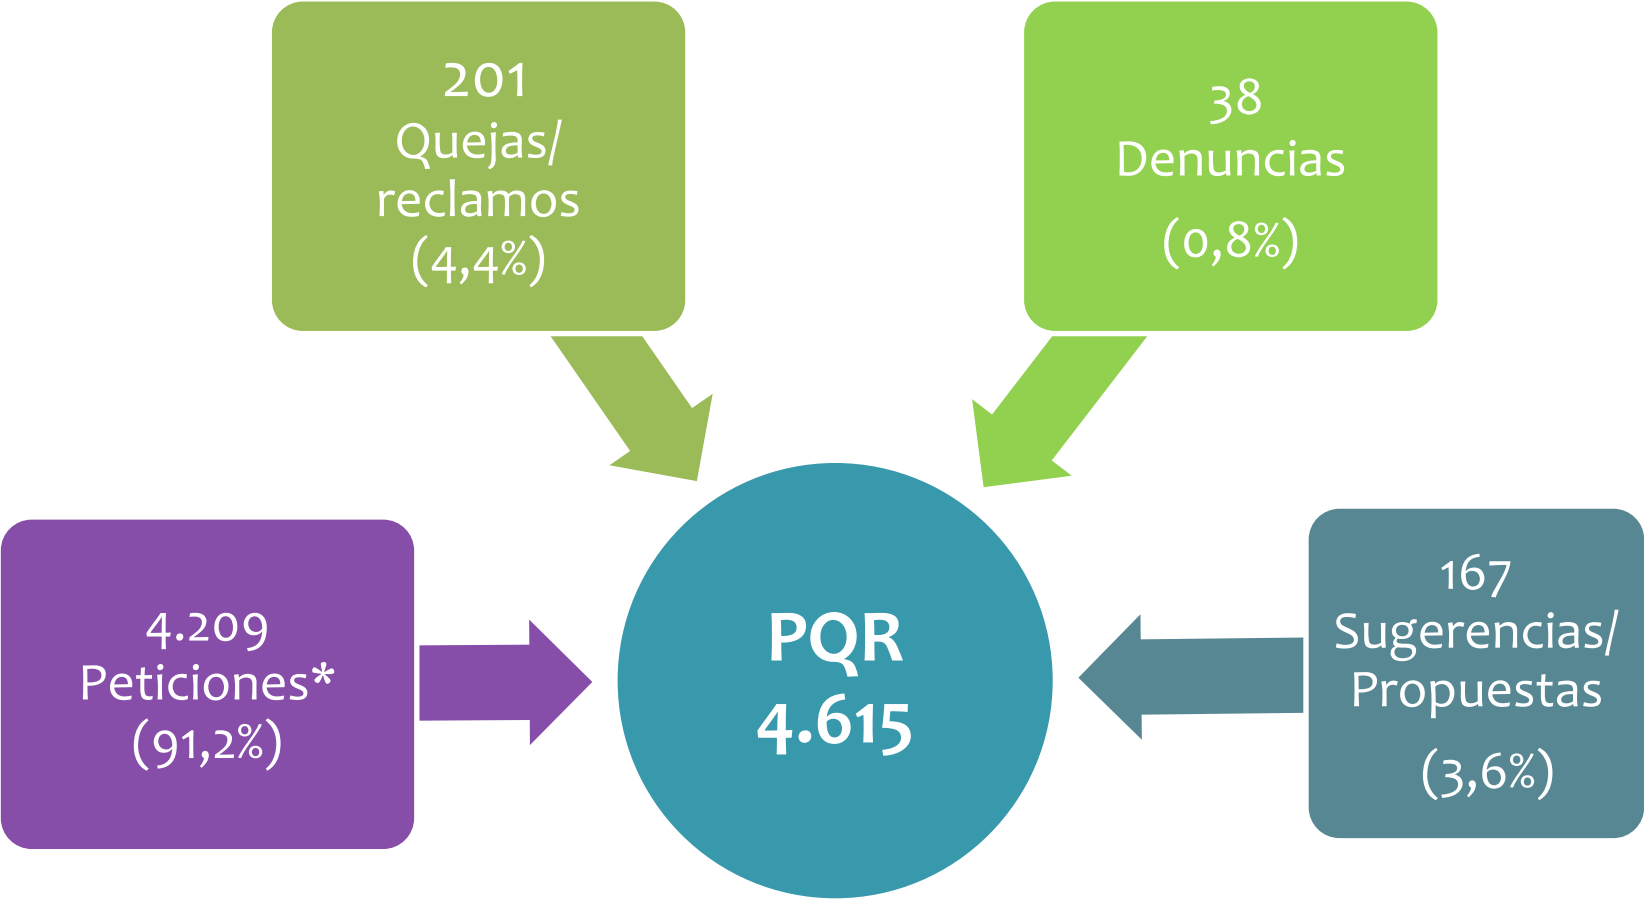 201
Quejas/
reclamos
(4,4%)
38
Denuncias
(0,8%)
4.209
Peticiones*
(91,2%)
PQR
4.615
167
Sugerencias/
Propuestas
(3,6%)